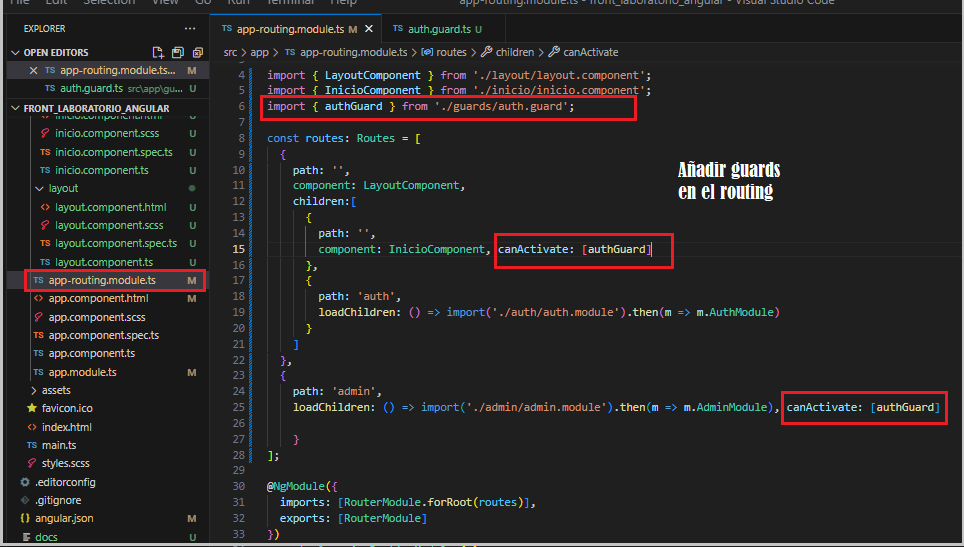 File Edit Selection View Go Run Terminal Help app-routing.module.ts - front_laboratorio_angular - Visual Studio Code
EXPLORER ...
TS app-routing.module.ts M × TS auth.guard.ts U
src > app > TS app-routing.module.ts > routes > children > canActivate
OPEN EDITORS
× TS app-routing.module.ts... M
TS auth.guard.ts src\app\gu... U
FRONT_LABORATORIO_ANGULAR
inicio.component.html U
inicio.component.scss U
TS inicio.component.spec.ts U
TS inicio.component.ts U
layout
layout.component.html U
layout.component.scss U
TS layout.component.spec.ts U
TS layout.component.ts U
TS app-routing.module.ts M
app.component.html M
app.component.scss
TS app.component.spec.ts
TS app.component.ts
TS app.module.ts M
assets
favicon.ico
index.html
TS main.ts
styles.scss
.editorconfig
.gitignore
angular.json M
docs U
4 import { LayoutComponent } from './layout/layout.component';
5 import { InicioComponent } from './inicio/inicio.component';
6 import { authGuard } from './guards/auth.guard';
7
8 const routes: Routes = [
9 {
10 path: '',
11 component: LayoutComponent,
12 children:[
13 {
14 path: '',
15 component: InicioComponent, canActivate: [authGuard]
16 },
17 {
18 path: 'auth',
19 loadChildren: () => import('./auth/auth.module').then(m => m.AuthModule)
20 }
21 ]
22 },
23 {
24 path: 'admin',
25 loadChildren: () => import('./admin/admin.module').then(m => m.AdminModule), canActivate: [authGuard]
26
27 }
28 ];
29
30 @NgModule({
31 imports: [RouterModule.forRoot(routes)],
32 exports: [RouterModule]
33 })
Añadir guards
en el routing